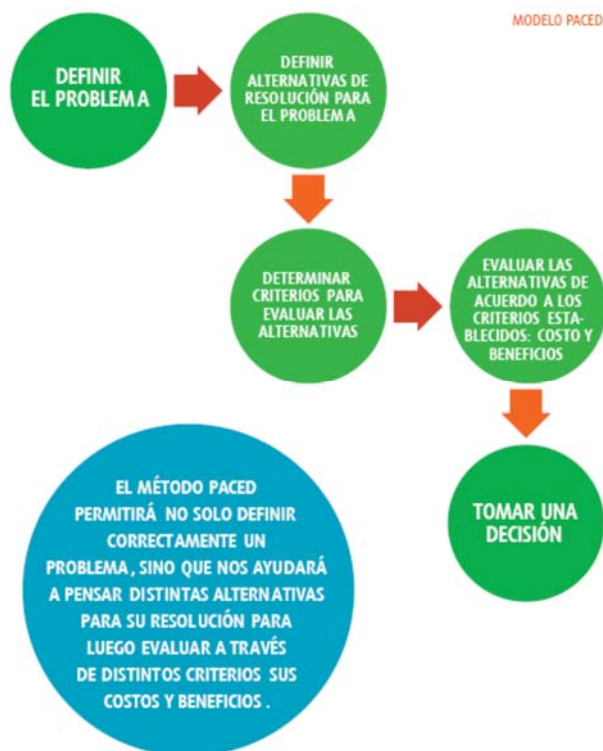 MODELO PACED
DEFINIR
EL PROBLEMA
DEFINIR
ALTERNATIVAS DE
RESOLUCIÓN PARA
EL PROBLEMA
DETERMINAR
CRITERIOS PARA
EVALUAR LAS
ALTERNATIVAS
EVALUAR LAS
ALTERNATIVAS DE
ACUERDO A LOS
CRITERIOS ESTA-
BLECIDOS: COSTO Y
BENEFICIOS
TOMAR UNA
DECISIÓN
EL MÉTODO PACED
PERMITIRÁ NO SOLO DEFINIR
CORRECTAMENTE UN
PROBLEMA, SINO QUE NOS AYUDARÁ
A PENSAR DISTINTAS ALTERNATIVAS
PARA SU RESOLUCIÓN PARA
LUEGO EVALUAR A TRAVÉS
DE DISTINTOS CRITERIOS SUS
COSTOS Y BENEFICIOS.